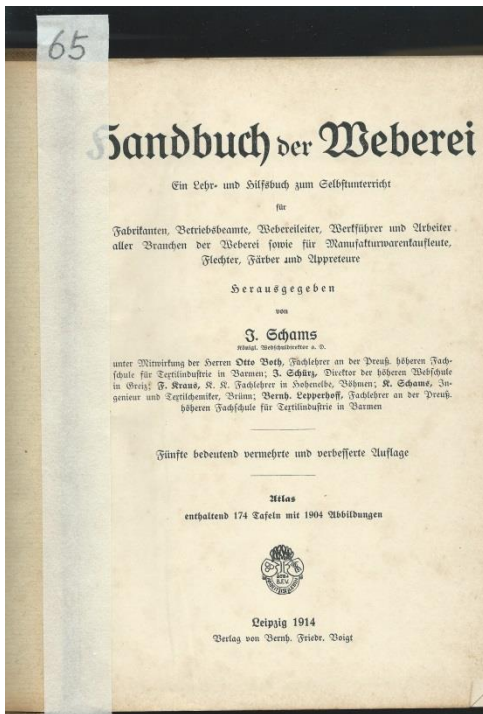 65
Handbuch der Weberei
Ein Lehr- und Hilfsbuch zum Selbstunterricht
für
Fabrikanten, Betriebsbeamte, Webereileiter, Werkführer und Arbeiter
aller Branchen der Weberei sowie für Manufakturwarenkaufleute,
Flechter, Färber und Appreteure
Herausgegeben
von
J. Schams
Königl. Webschuldirektor a. D.
unter Mitwirkung der Herren Otto Both, Fachlehrer an der Preuß. höheren Fach-
schule für Textilindustrie in Barmen; J. Schürz, Direktor der höheren Webschule
in Greiz; F. Kraus, K. K. Fachlehrer in Hohenelbe, Böhmen; K. Schams, In-
genieur und Textilchemiker, Brünn; Bernh. Lepperhoff, Fachlehrer an der Preuß.
höheren Fachschule für Textilindustrie in Barmen
Fünfte bedeutend vermehrte und verbesserte Auflage
Atlas
enthaltend 174 Tafeln mit 1904 Abbildungen
Leipzig 1914
Verlag von Bernh. Friedr. Voigt